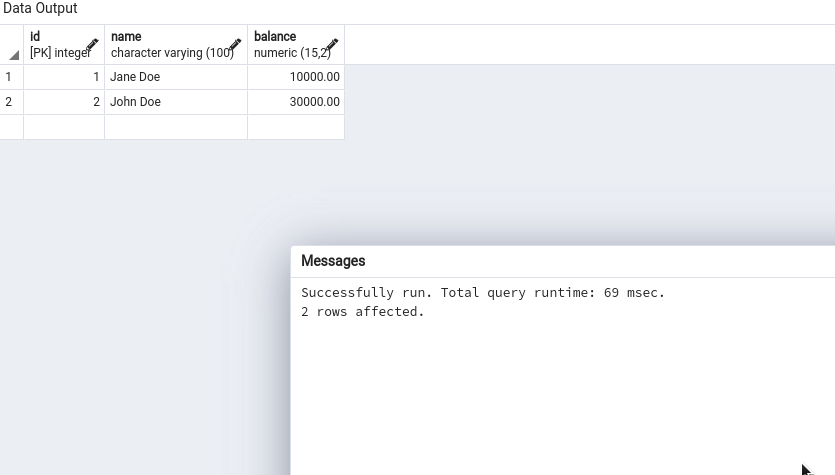 Data Output
id name balance
[PK] integer character varying (100) numeric (15,2)
1 1 Jane Doe 10000.00
2 2 John Doe 30000.00
Messages
Successfully run. Total query runtime: 69 msec.
2 rows affected.